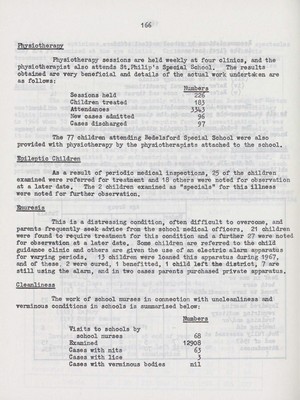 166
Physiotherapy
Physiotherapy sessions are held weekly at four clinics, and the
physiotherapist also attends St. Philip's Special School. The results
obtained are very beneficial and details of the actual work undertaken are
as follows:
Numbers
Sessions held 226
Children treated 183
Attendances 3343
New cases admitted 96
Cases discharged 97
The 77 children attending Redelsford Special School were also
provided with physiotherapy by the physiotherapists attached to the school.
Epileptic Children
As a result of periodic medical inspections, 25 of the children
examined were referred for treatment and 18 others were noted for observation
at a later date. The 2 children examined as "specials" for this illness
were noted for further observation.
Enuresis
This is a distressing condition, often difficult to overcome, and
parents frequently seek advice from the school medical officers. 21 children
were found to require treatment for this condition and a further 27 were noted
for observation at a later date. Some children are referred to the child
guidance clinic and others are given the use of an electric alarm apparatus
for varying periods. 13 children were loaned this apparatus during 1967,
and of these, 2 were cured, 1 benefitted, 1 child left the district, 7 are
still using the alarm, and in two cases parents purchased private apparatus.
Cleanliness
The work of school nurses in connection with uncleanliness and
verminous conditions in schools is summarized below:
Numbers
Visits to schools by
school nurses 68
Examined 12908
Cases with nits 63
Cases with lice 3
Cases with verminous bodies nil